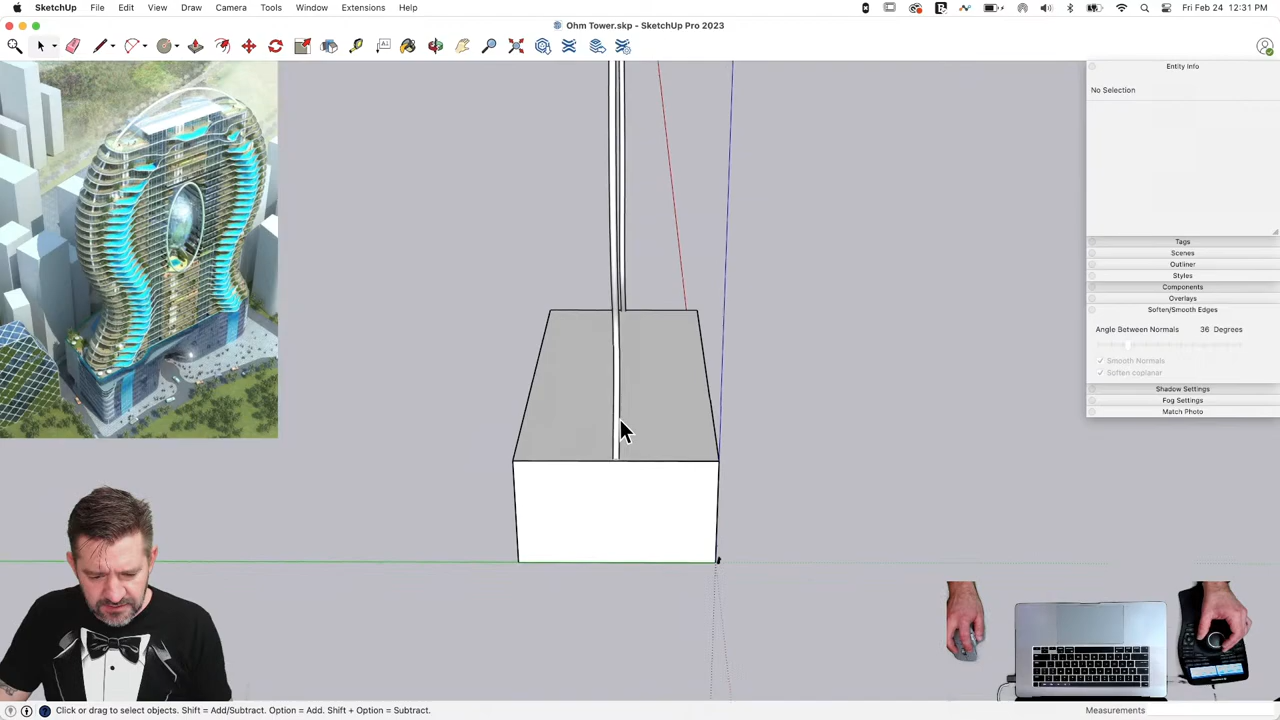 SketchUp File Edit View Draw Camera Tools Window Extensions Help Fri Feb 24 12:31 PM
Ohm Tower.skp - SketchUp Pro 2023
Entity Info
No Selection
Tags
Scenes
Outliner
Styles
Components
Overlays
Soften/Smooth Edges
Angle Between Normals 36 Degrees
Smooth Normals
Soften coplanar
Shadow Settings
Fog Settings
Match Photo
Click or drag to select objects. Shift = Add/Subtract. Option = Add. Shift + Option = Subtract. Measurements